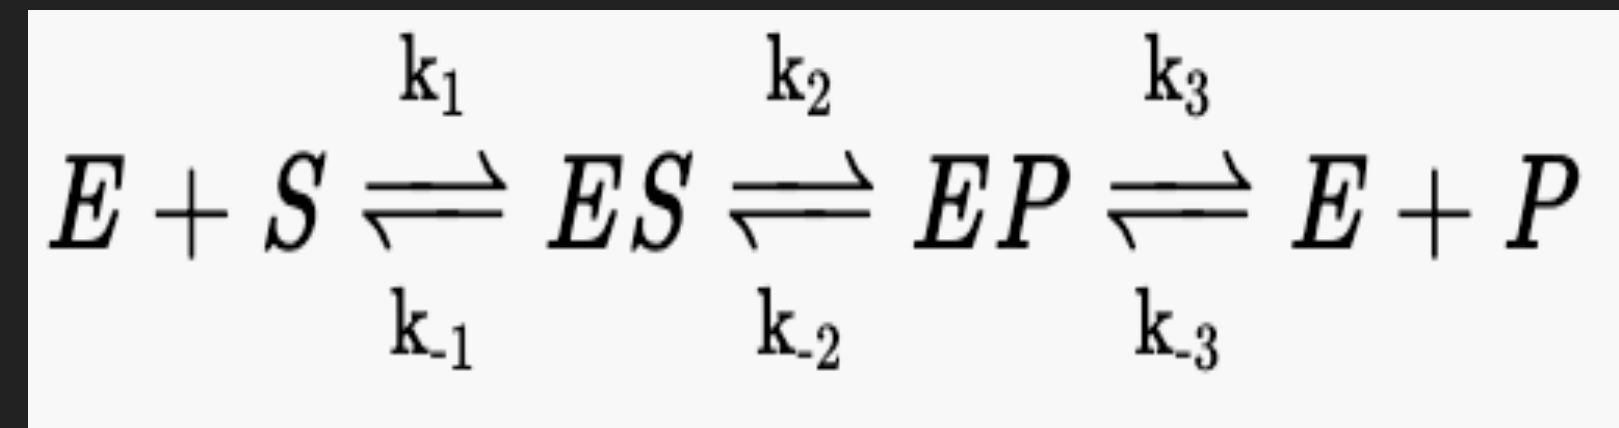 k₁ k₂ k₃
E + S ⇌ ES ⇌ EP ⇌ E + P
k₋₁ k₋₂ k₋₃